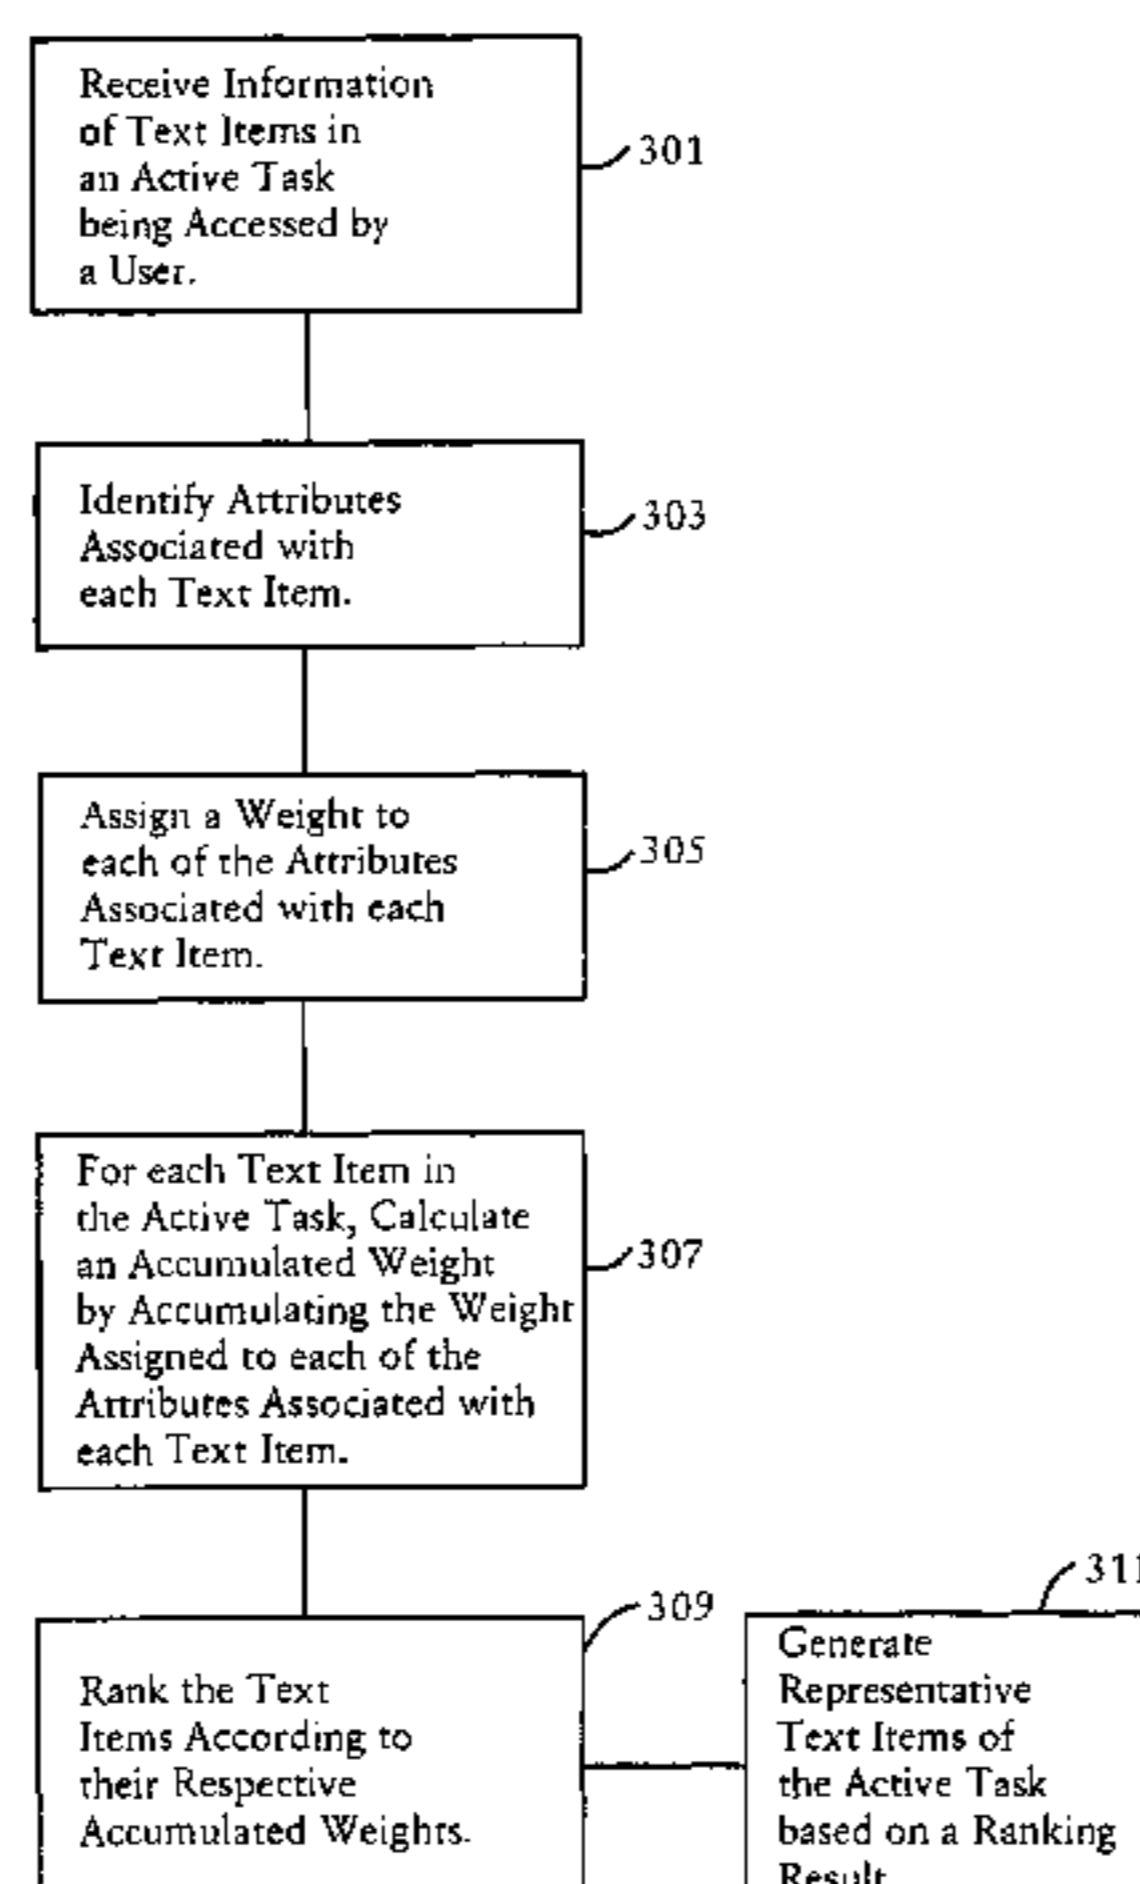 Receive Information
of Text Items in
an Active Task
being Accessed by
a User.
301
Identify Attributes
Associated with
each Text Item.
303
Assign a Weight to
each of the Attributes
Associated with each
Text Item.
305
For each Text Item in
the Active Task, Calculate
an Accumulated Weight
by Accumulating the Weight
Assigned to each of the
Attributes Associated with
each Text Item.
307
309
Rank the Text
Items According to
their Respective
Accumulated Weights.
311
Generate
Representative
Text Items of
the Active Task
based on a Ranking
Result